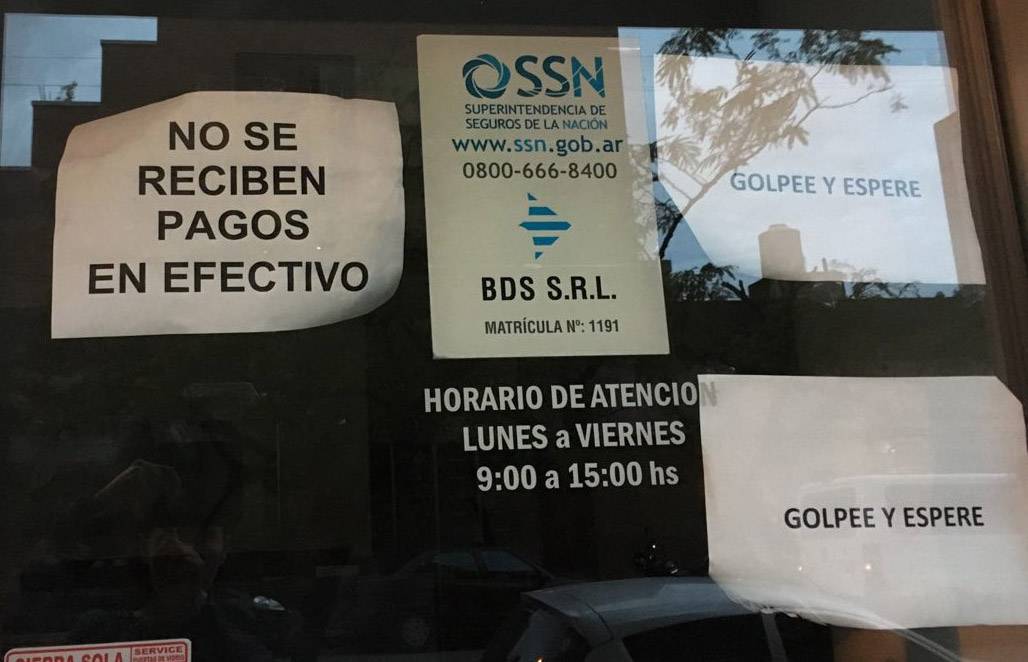 NO SE
RECIBEN
PAGOS
EN EFECTIVO
SSN
SUPERINTENDENCIA DE
SEGUROS DE LA NACIÓN
www.ssn.gob.ar
0800-666-8400
BDS S.R.L.
MATRÍCULA Nº: 1191
HORARIO DE ATENCION
LUNES a VIERNES
9:00 a 15:00 hs
GOLPEE Y ESPERE
GOLPEE Y ESPERE
CIERRA SOLA
SERVICE